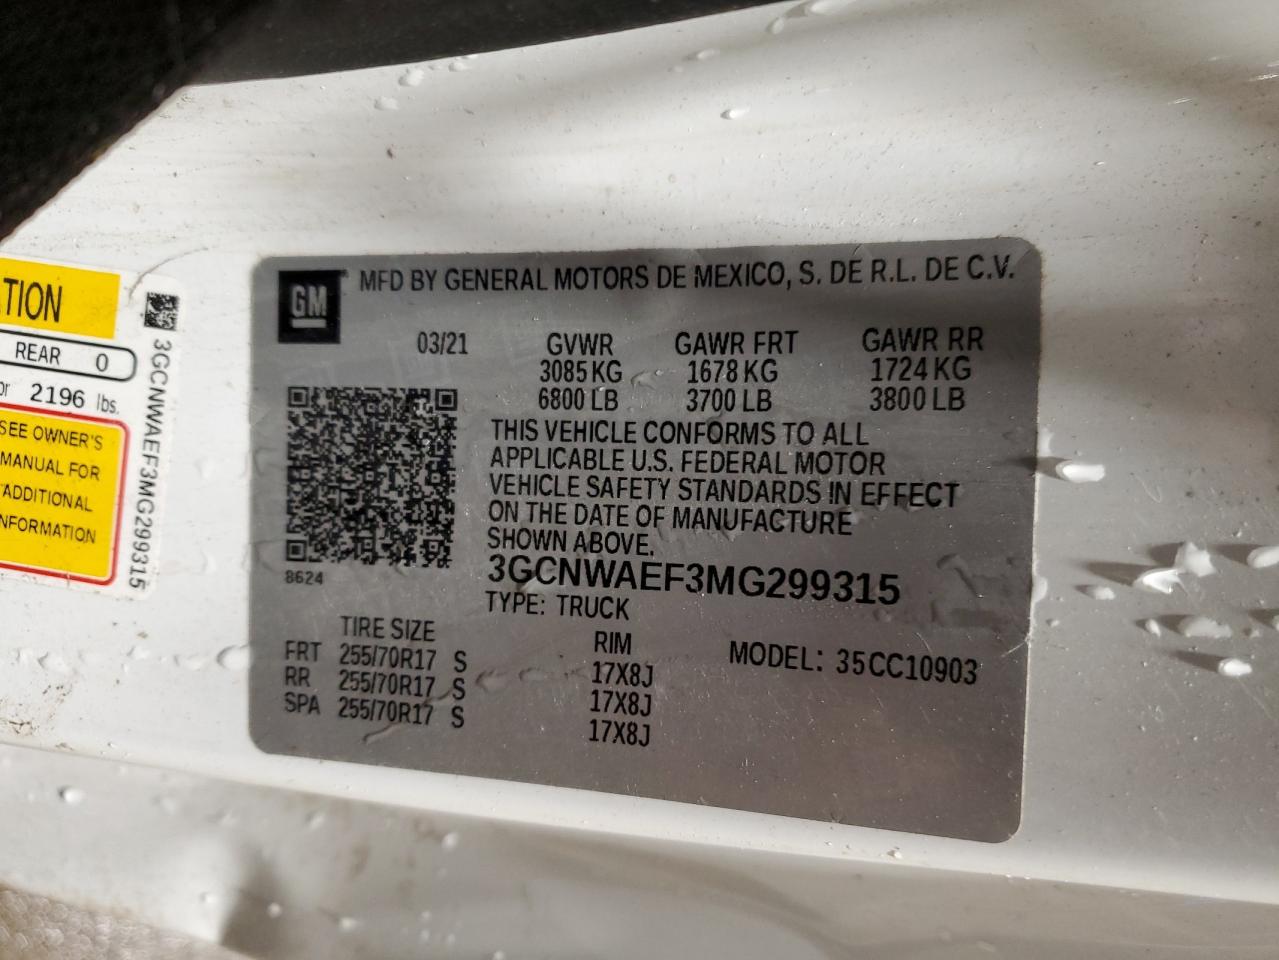 TION
REAR 0
or 2196 lbs.
SEE OWNER'S
MANUAL FOR
ADDITIONAL
NFORMATION
3GCNWAEF3MG299315
GM
MFD BY GENERAL MOTORS DE MEXICO, S. DE R.L. DE C.V.
03/21 GVWR GAWR FRT GAWR RR
3085 KG 1678 KG 1724 KG
6800 LB 3700 LB 3800 LB
THIS VEHICLE CONFORMS TO ALL
APPLICABLE U.S. FEDERAL MOTOR
VEHICLE SAFETY STANDARDS IN EFFECT
ON THE DATE OF MANUFACTURE
SHOWN ABOVE.
8624
3GCNWAEF3MG299315
TYPE: TRUCK
TIRE SIZE RIM MODEL: 35CC10903
FRT 255/70R17 S 17X8J
RR 255/70R17 S 17X8J
SPA 255/70R17 S 17X8J